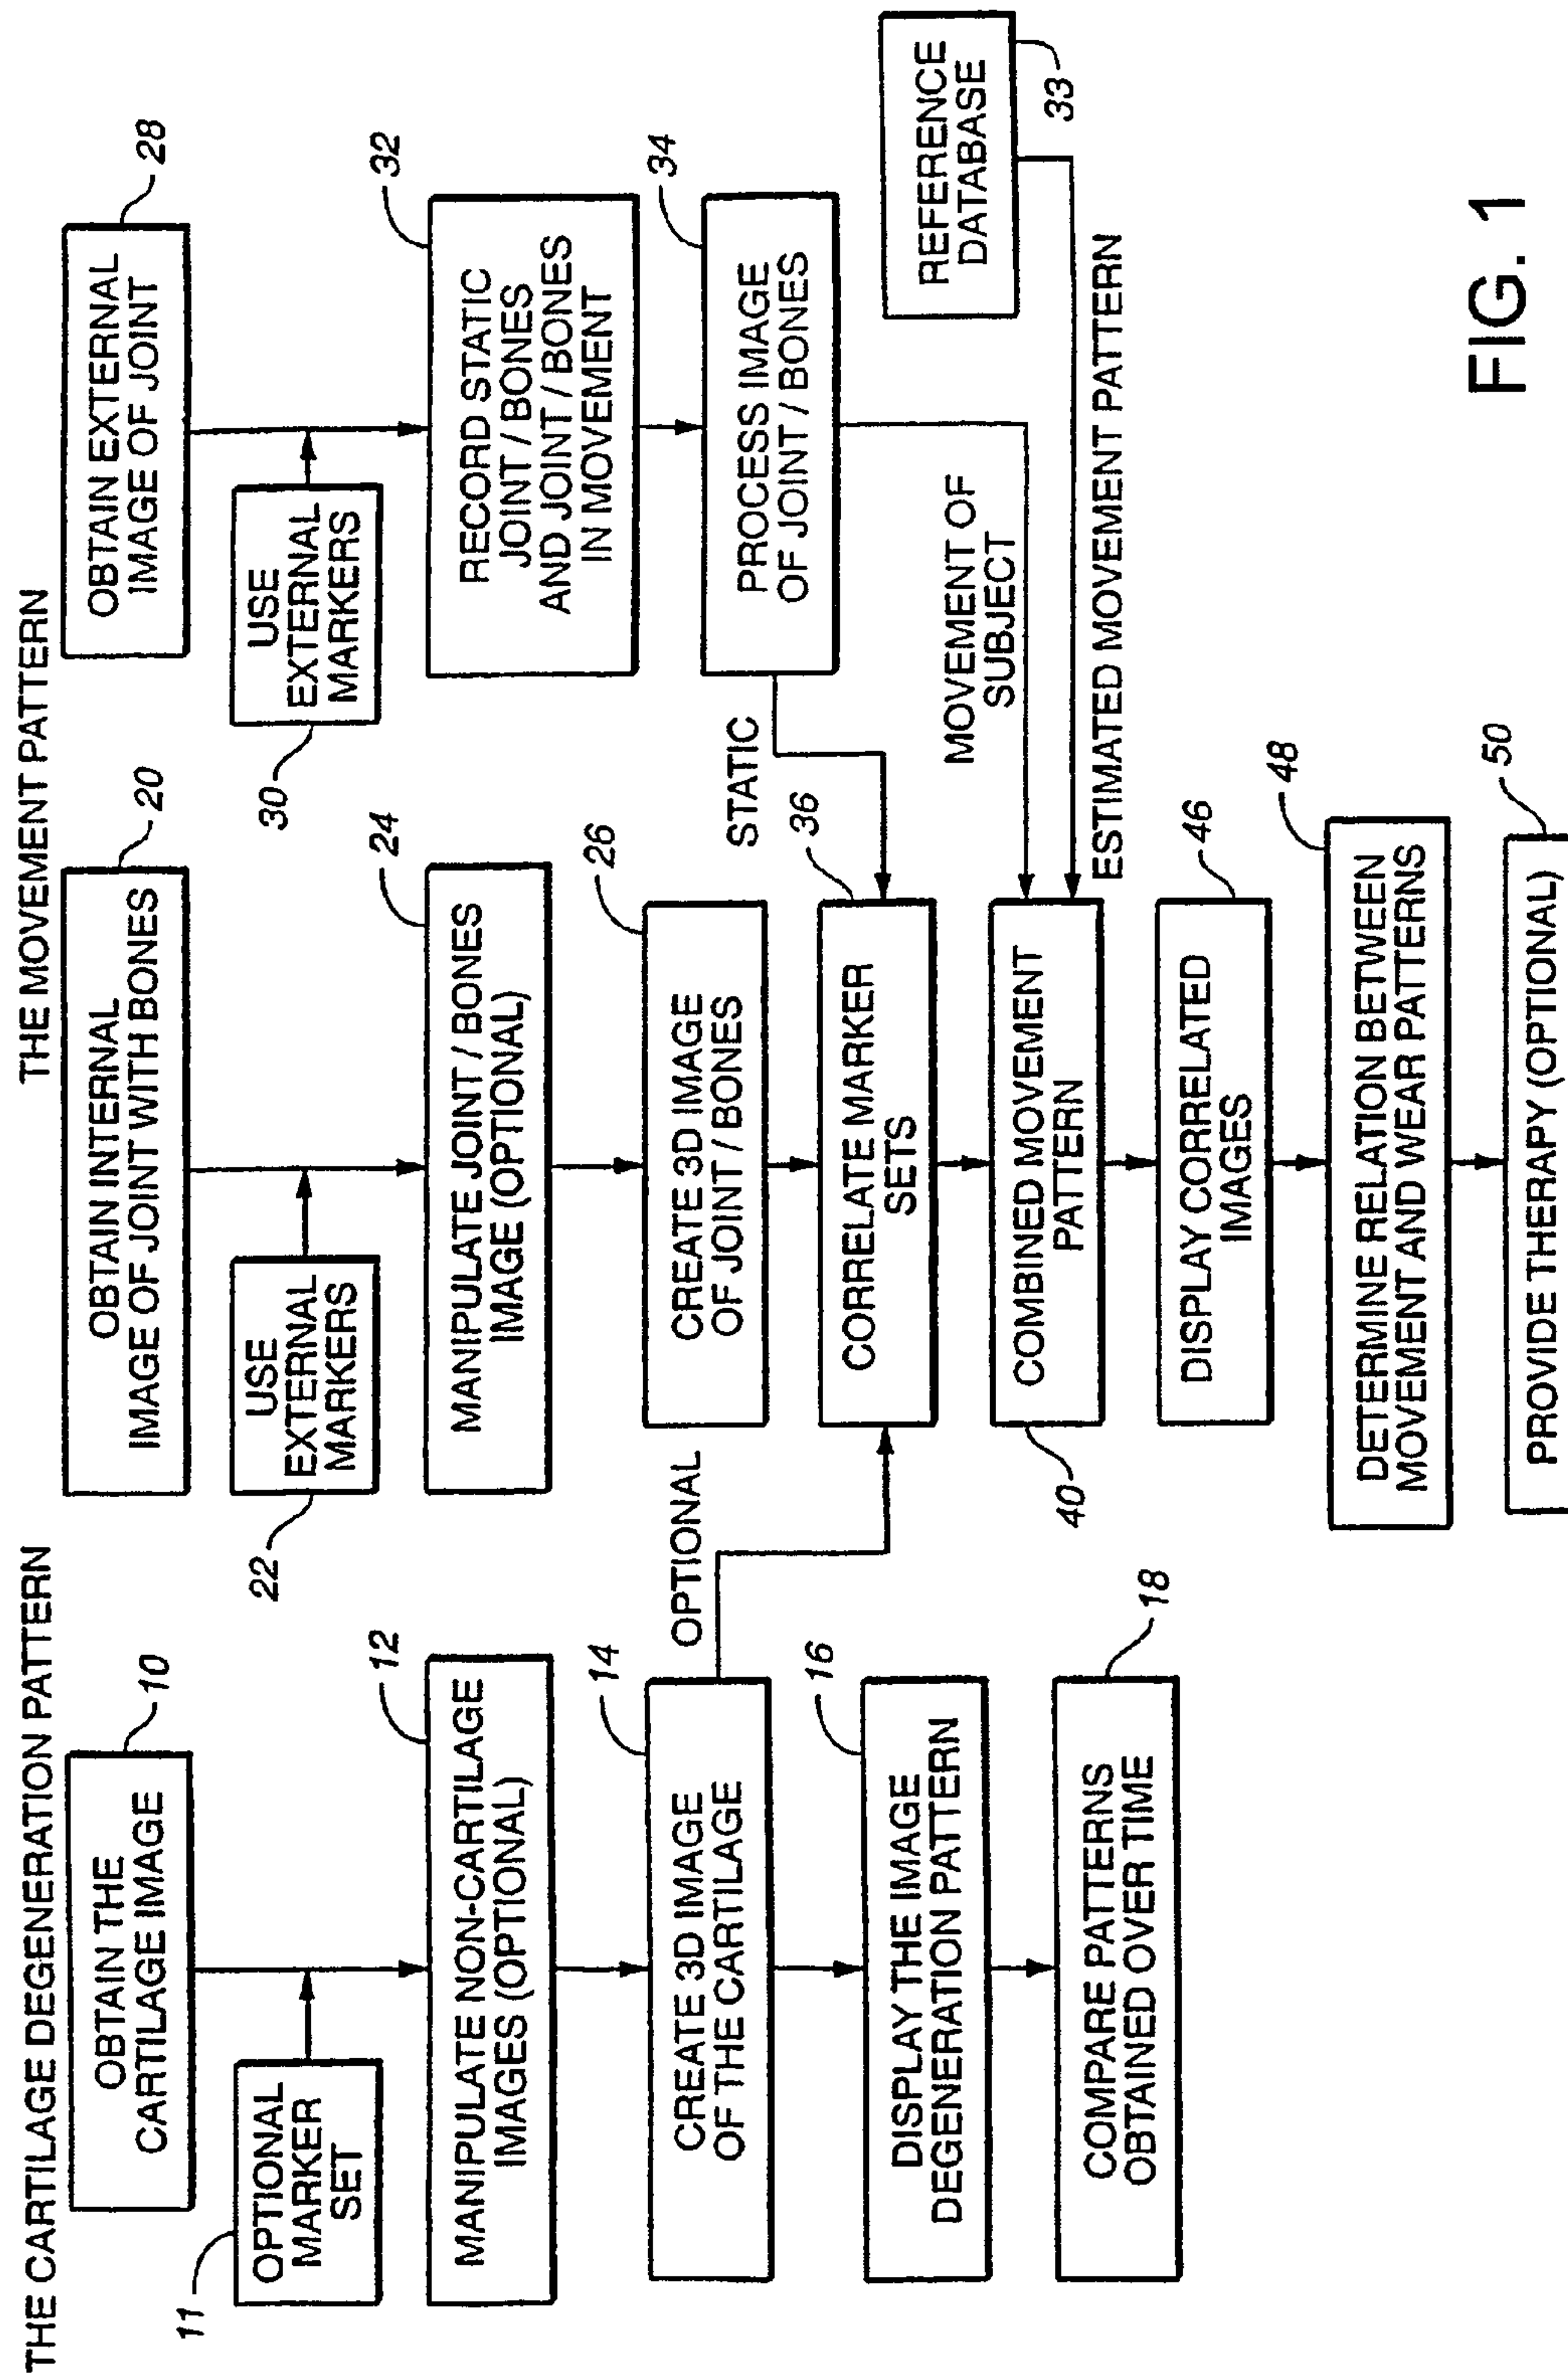 THE CARTILAGE DEGENERATION PATTERN
10
OBTAIN THE
CARTILAGE IMAGE
11
OPTIONAL
MARKER
SET
12
MANIPULATE NON-CARTILAGE
IMAGES (OPTIONAL)
14
CREATE 3D IMAGE
OF THE CARTILAGE
OPTIONAL
16
DISPLAY THE IMAGE
DEGENERATION PATTERN
18
COMPARE PATTERNS
OBTAINED OVER TIME
THE MOVEMENT PATTERN
20
OBTAIN INTERNAL
IMAGE OF JOINT WITH BONES
22
USE
EXTERNAL
MARKERS
24
MANIPULATE JOINT / BONES
IMAGE (OPTIONAL)
26
CREATE 3D IMAGE
OF JOINT / BONES
36
CORRELATE MARKER
SETS
40
COMBINED MOVEMENT
PATTERN
46
DISPLAY CORRELATED
IMAGES
48
DETERMINE RELATION BETWEEN
MOVEMENT AND WEAR PATTERNS
50
PROVIDE THERAPY (OPTIONAL)
28
OBTAIN EXTERNAL
IMAGE OF JOINT
30
USE
EXTERNAL
MARKERS
32
RECORD STATIC
JOINT / BONES
AND JOINT / BONES
IN MOVEMENT
34
PROCESS IMAGE
OF JOINT / BONES
STATIC
MOVEMENT OF
SUBJECT
REFERENCE
DATABASE
33
ESTIMATED MOVEMENT PATTERN
FIG. 1